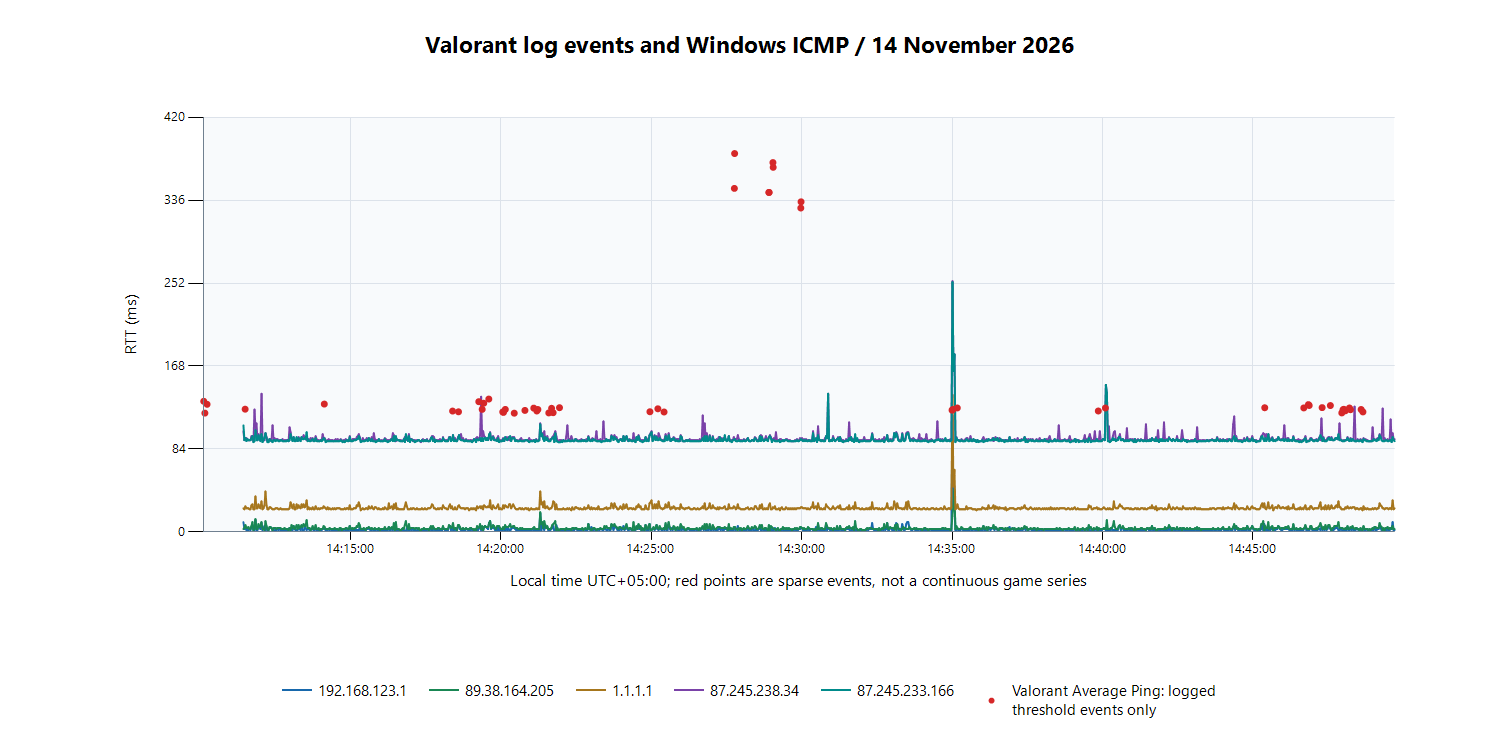 Valorant log events and Windows ICMP / 14 November 2026
420
336
252
168
84
0
RTT (ms)
14:15:00 14:20:00 14:25:00 14:30:00 14:35:00 14:40:00 14:45:00
Local time UTC+05:00; red points are sparse events, not a continuous game series
192.168.123.1 89.38.164.205 1.1.1.1 87.245.238.34 87.245.233.166 Valorant Average Ping: logged
threshold events only